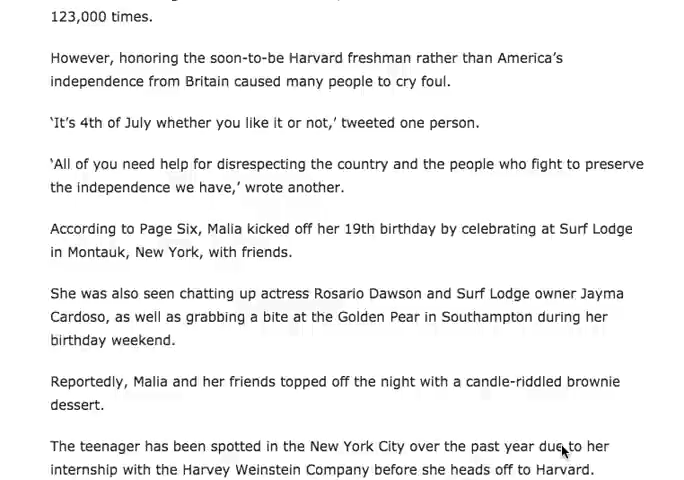 123,000 times.
However, honoring the soon-to-be Harvard freshman rather than America’s
independence from Britain caused many people to cry foul.
‘It’s 4th of July whether you like it or not,’ tweeted one person.
‘All of you need help for disrespecting the country and the people who fight to preserve
the independence we have,’ wrote another.
According to Page Six, Malia kicked off her 19th birthday by celebrating at Surf Lodge
in Montauk, New York, with friends.
She was also seen chatting up actress Rosario Dawson and Surf Lodge owner Jayma
Cardoso, as well as grabbing a bite at the Golden Pear in Southampton during her
birthday weekend.
Reportedly, Malia and her friends topped off the night with a candle-riddled brownie
dessert.
The teenager has been spotted in the New York City over the past year due to her
internship with the Harvey Weinstein Company before she heads off to Harvard.